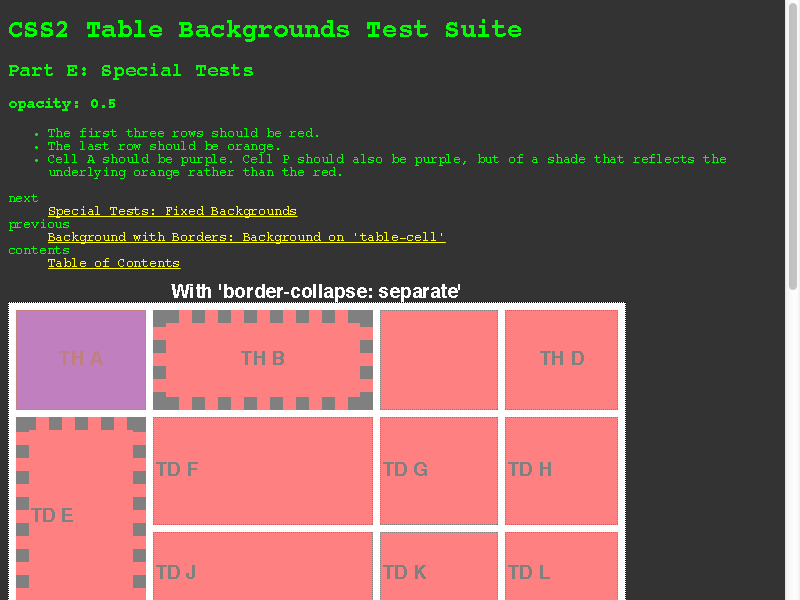 CSS2 Table Backgrounds Test Suite
Part E: Special Tests
opacity: 0.5
The first three rows should be red.
The last row should be orange.
Cell A should be purple. Cell P should also be purple, but of a shade that reflects the
underlying orange rather than the red.
next
Special Tests: Fixed Backgrounds
previous
Background with Borders: Background on 'table-cell'
contents
Table of Contents
With 'border-collapse: separate'
TH A
TH B
TH D
TD F
TD G
TD H
TD E
TD J
TD K
TD L